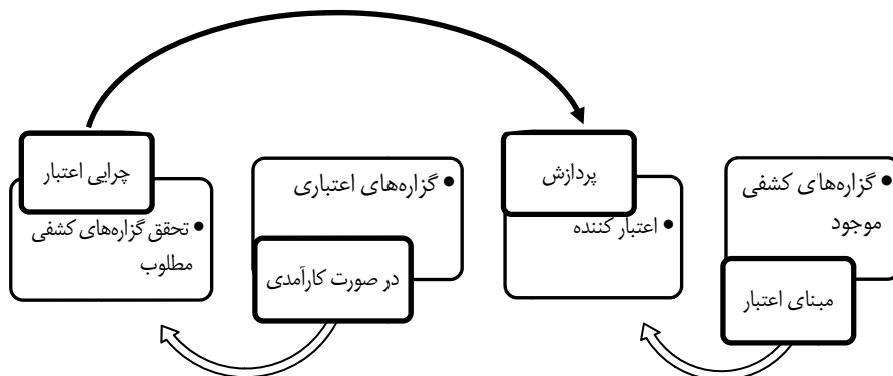 • گزاره‌های کشفی
موجود
مبنای اعتبار
پردازش
• اعتبار کننده
• گزاره‌های اعتباری
در صورت کارآمدی
چرایی اعتبار
• تحقق گزاره‌های کشفی
مطلوب